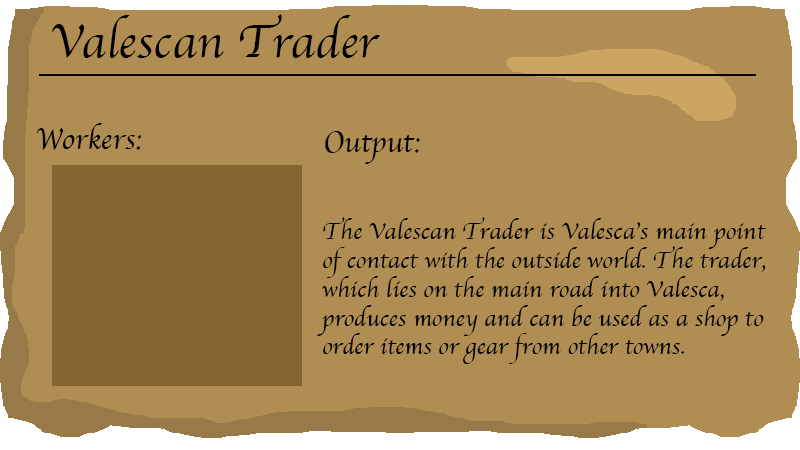 Valescan Trader
Workers:
Output:
The Valescan Trader is Valesca's main point
of contact with the outside world. The trader,
which lies on the main road into Valesca,
produces money and can be used as a shop to
order items or gear from other towns.